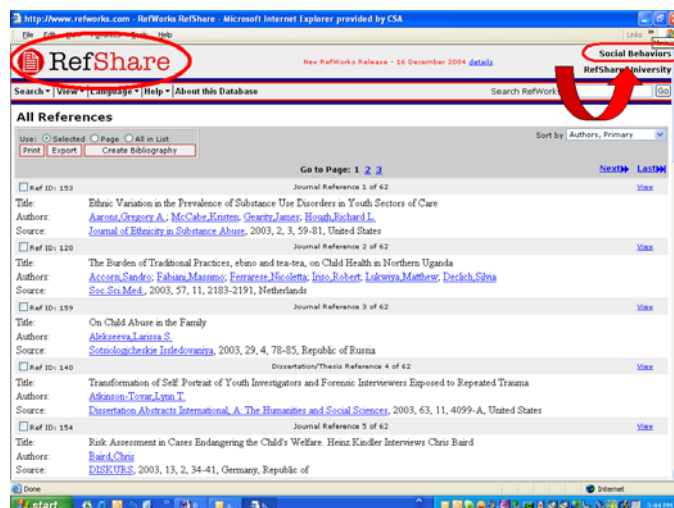 http://www.refworks.com - RefWorks RefShare - Microsoft Internet Explorer provided by CSA
File Edit Help
Links
RefShare
New RefWorks Release - 16 December 2004 details
Social Behaviors
RefShare University
Search View Language Help About this Database
Search RefWorks Go
All References
Use: Selected Page All in List
Sort by Authors, Primary
Print Export Create Bibliography
Go to Page: 1 2 3
Next Last
Ref ID: 153 Journal Reference 1 of 62 View
Title: Ethnic Variation in the Prevalence of Substance Use Disorders in Youth Sectors of Care
Authors: Aarons,Gregory A.; McCabe,Kristen; Gearity,James; Hough,Richard L.
Source: Journal of Ethnicity in Substance Abuse, 2003, 2, 3, 59-81, United States
Ref ID: 120 Journal Reference 2 of 62 View
Title: The Burden of Traditional Practices, ebino and tea-tea, on Child Health in Northern Uganda
Authors: Accorsi,Sandro; Fabiani,Massimo; Ferrarese,Nicoletta; Iriso,Robert; Lukwiya,Matthew; Declich,Silvia
Source: Soc.Sci.Med., 2003, 57, 11, 2183-2191, Netherlands
Ref ID: 159 Journal Reference 3 of 62 View
Title: On Child Abuse in the Family
Authors: Alekseeva,Larissa S.
Source: Sotsiologicheskie Issledovaniya, 2003, 29, 4, 78-85, Republic of Russia
Ref ID: 140 Dissertation/Thesis Reference 4 of 62 View
Title: Transformation of Self: Portrait of Youth Investigators and Forensic Interviewers Exposed to Repeated Trauma
Authors: Atkinson-Tovar,Lynn T.
Source: Dissertation Abstracts International, A: The Humanities and Social Sciences, 2003, 63, 11, 4099-A, United States
Ref ID: 154 Journal Reference 5 of 62 View
Title: Risk Assessment in Cases Endangering the Child's Welfare. Heinz Kindler Interviews Chris Baird
Authors: Baird,Chris
Source: DISKURS, 2003, 13, 2, 34-41, Germany, Republic of
Done Internet
start 3:44 PM